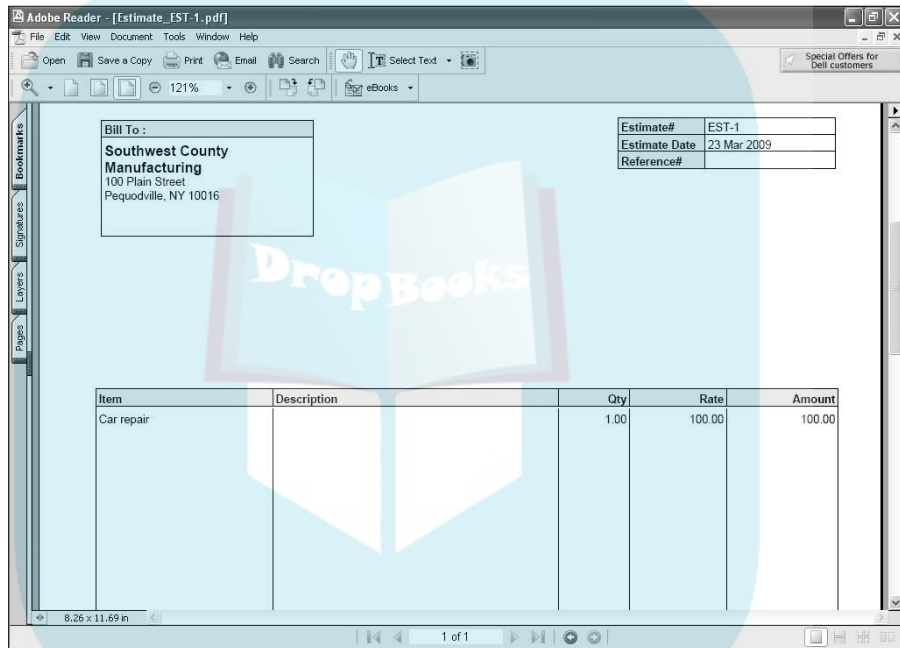 Adobe Reader - [Estimate_EST-1.pdf]
File Edit View Document Tools Window Help
Open Save a Copy Print Email Search Select Text Special Offers for Dell customers
121% eBooks
Bookmarks
Signatures
Layers
Pages
Bill To :
Southwest County
Manufacturing
100 Plain Street
Pequodville, NY 10016
Estimate# EST-1
Estimate Date 23 Mar 2009
Reference#
DropBooks
Item Description Qty Rate Amount
Car repair 1.00 100.00 100.00
8.26 x 11.69 in
1 of 1